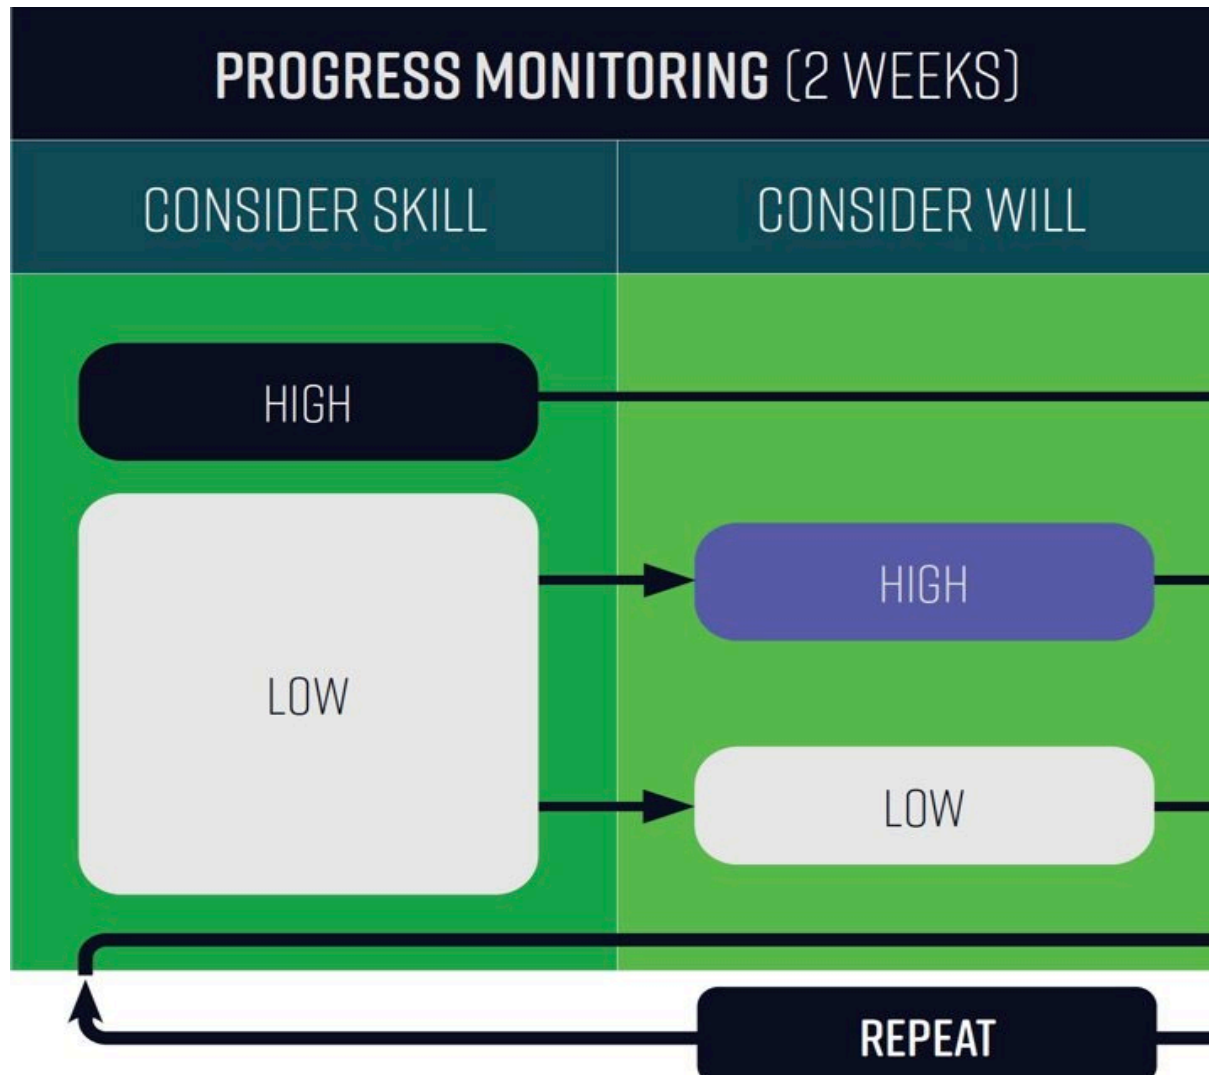 PROGRESS MONITORING (2 WEEKS)
CONSIDER SKILL
CONSIDER WILL
HIGH
HIGH
LOW
LOW
REPEAT